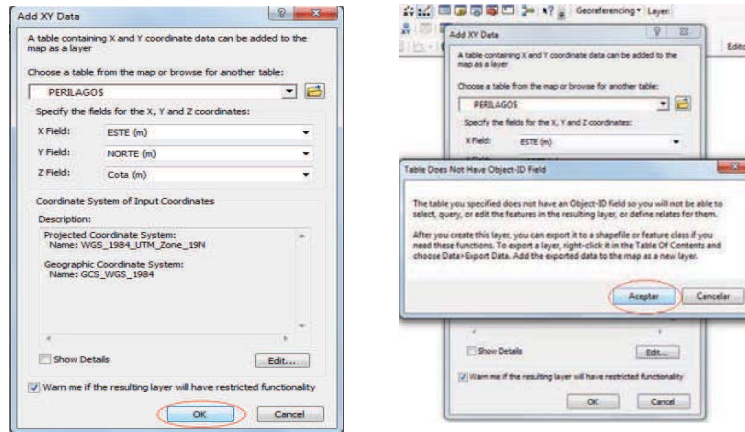 Add XY Data
A table containing X and Y coordinate data can be added to the
map as a layer
Choose a table from the map or browse for another table:
PERILAGO$
Specify the fields for the X, Y and Z coordinates:
X Field: ESTE (m)
Y Field: NORTE (m)
Z Field: Cota (m)
Coordinate System of Input Coordinates
Description:
Projected Coordinate System:
Name: WGS_1984_UTM_Zone_19N
Geographic Coordinate System:
Name: GCS_WGS_1984
Show Details
Edit...
Warn me if the resulting layer will have restricted functionality
OK
Cancel
Georeferencing
Layer:
Editor
Add XY Data
A table containing X and Y coordinate data can be added to the
map as a layer
Choose a table from the map or browse for another table:
PERILAGO$
Specify the fields for the X, Y and Z coordinates:
X Field: ESTE (m)
Table Does Not Have Object-ID Field
The table you specified does not have an Object-ID field so you will not be able to
select, query, or edit the features in the resulting layer, or define relates for them.
After you create this layer, you can export it to a shapefile or feature class if you
need these functions. To export a layer, right-click it in the Table Of Contents and
choose Data>Export Data. Add the exported data to the map as a new layer.
Aceptar
Cancelar
Show Details
Edit...
Warn me if the resulting layer will have restricted functionality
OK
Cancel